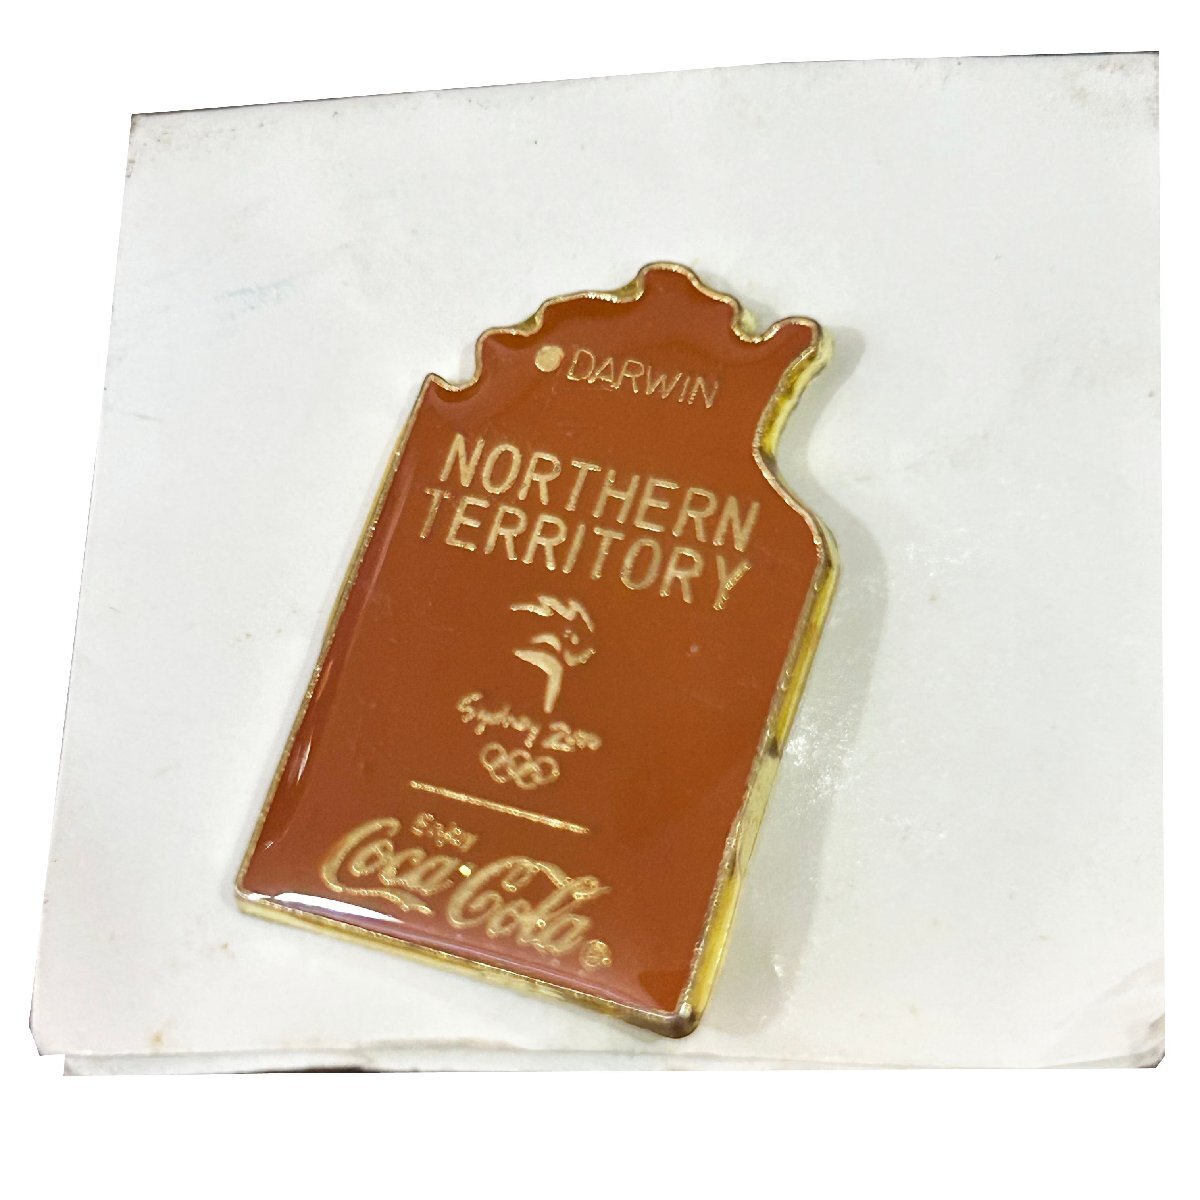 DARWIN
NORTHERN
TERRITORY
Sydney 2000
Enjoy
Coca-Cola®